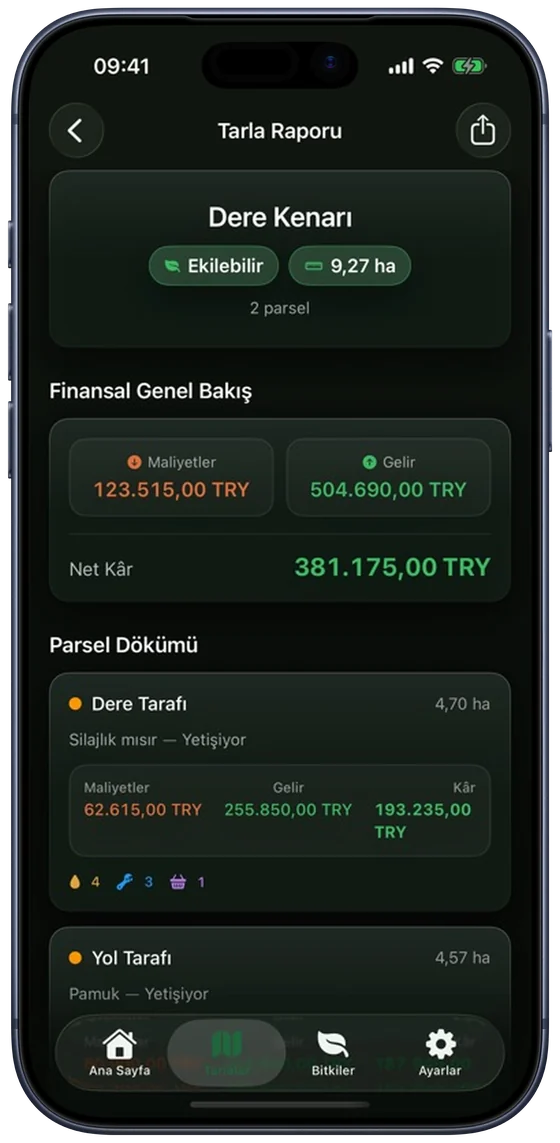 09:41
Tarla Raporu
Dere Kenarı
Ekilebilir 9,27 ha
2 parsel
Finansal Genel Bakış
Maliyetler Gelir
123.515,00 TRY 504.690,00 TRY
Net Kâr 381.175,00 TRY
Parsel Dökümü
Dere Tarafı 4,70 ha
Silajlık mısır — Yetişiyor
Maliyetler Gelir Kâr
62.615,00 TRY 255.850,00 TRY 193.235,00
TRY
4 3 1
Yol Tarafı 4,57 ha
Pamuk — Yetişiyor
Ana Sayfa Bitkiler Ayarlar